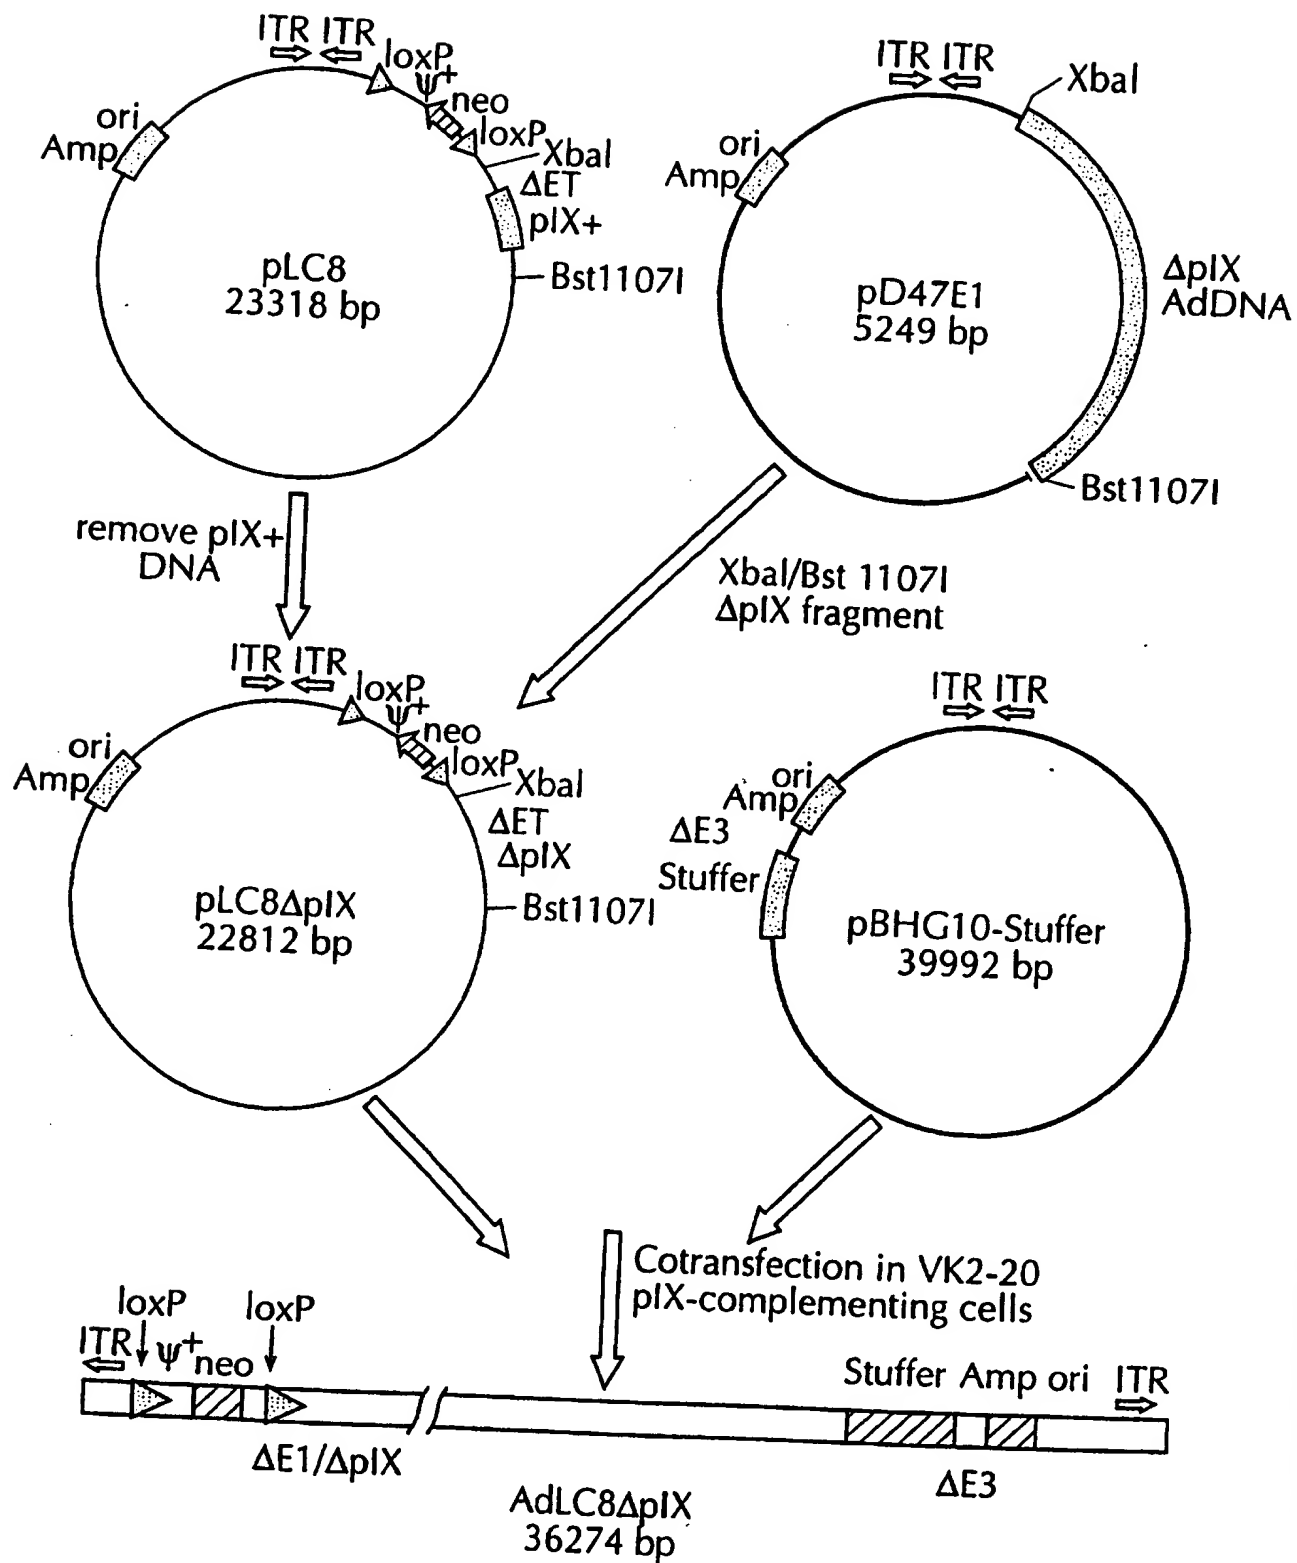 ITR ITR
loxP
ψ+
neo
loxP
XbaI
ΔET
pIX+
Bst1107I
ori
Amp
pLC8
23318 bp
ITR ITR
XbaI
ori
Amp
pD47E1
5249 bp
ΔpIX
AdDNA
Bst1107I
remove pIX+
DNA
XbaI/Bst 1107I
ΔpIX fragment
ITR ITR
loxP
ψ+
neo
loxP
XbaI
ΔET
ΔpIX
Bst1107I
ori
Amp
pLC8ΔpIX
22812 bp
ITR ITR
ori
Amp
ΔE3
Stuffer
pBHG10-Stuffer
39992 bp
Cotransfection in VK2-20
pIX-complementing cells
loxP loxP
ITR ψ+ neo
Stuffer Amp ori ITR
ΔE1/ΔpIX
ΔE3
AdLC8ΔpIX
36274 bp